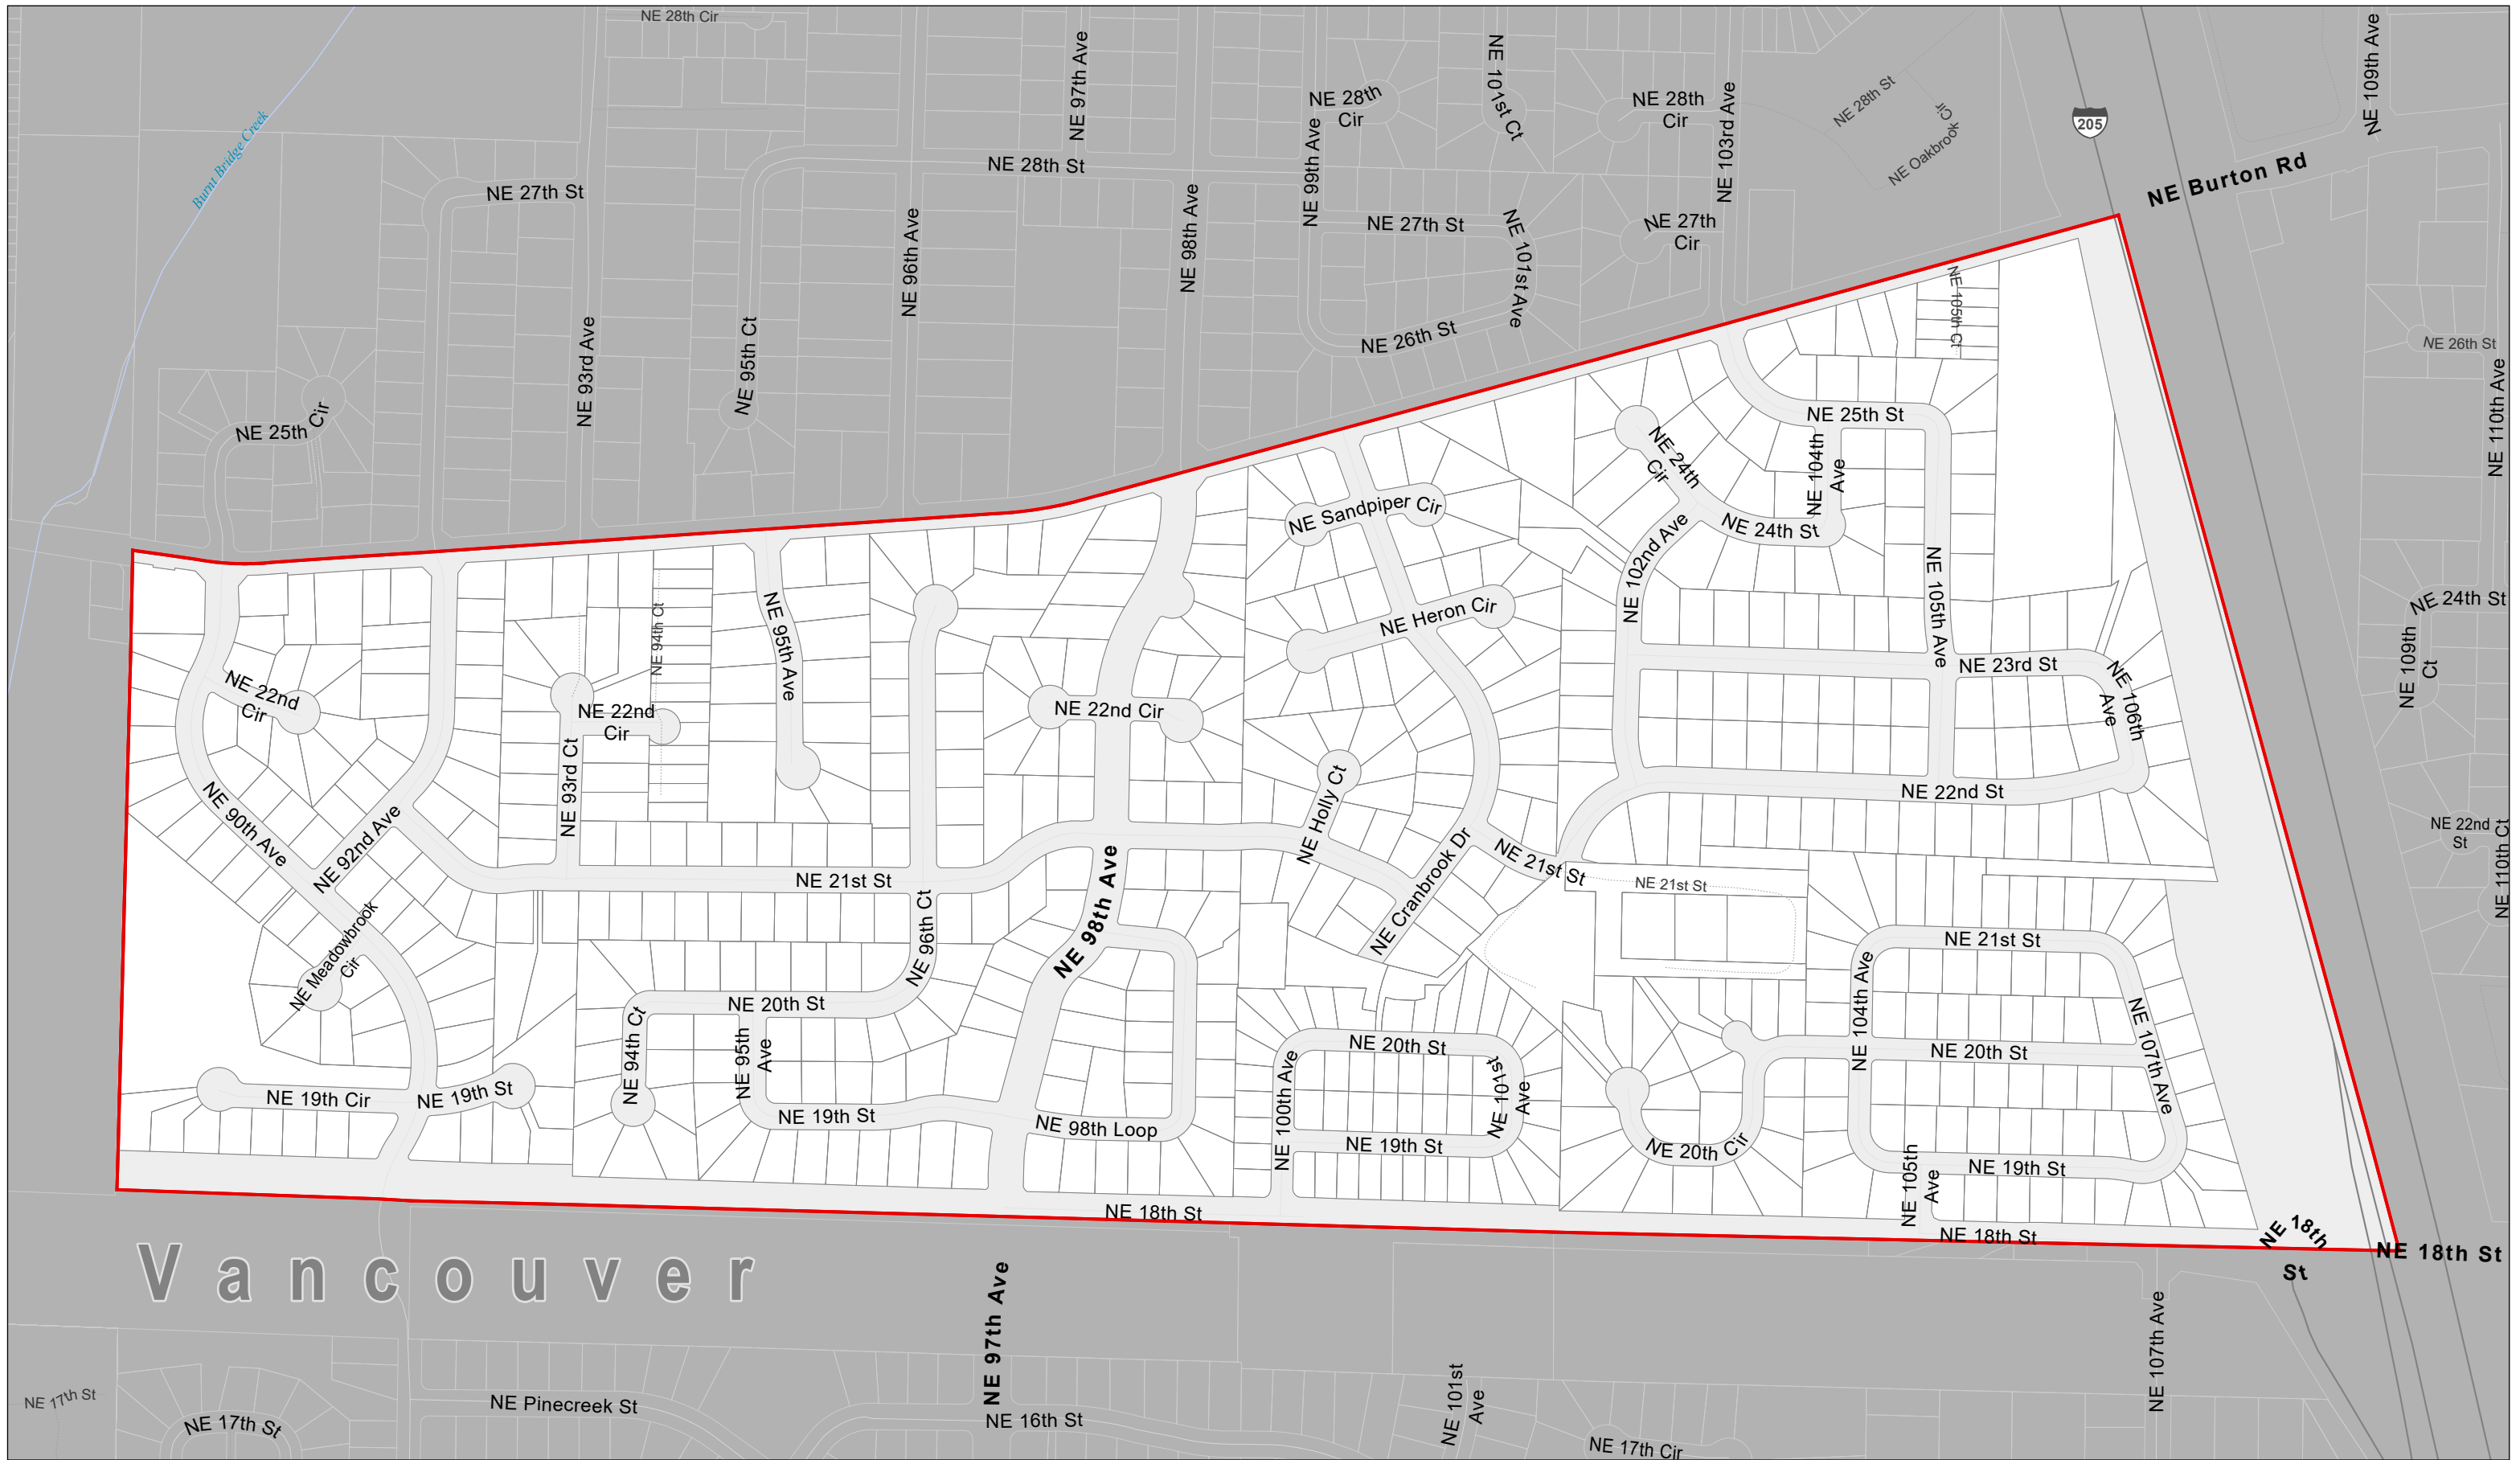 NE 28th Cir
NE 97th Ave
NE 101st Ct
NE 109th Ave
NE 28th
Cir
NE 28th
Cir
NE 103rd Ave
NE 28th St
NE Oakbrook Cir
205
Burnt Bridge Creek
NE 27th St
NE 28th St
NE 99th Ave
NE Burton Rd
NE 96th Ave
NE 98th Ave
NE 27th St
NE 101st Ave
NE 27th
Cir
NE 93rd Ave
NE 95th Ct
NE 26th St
NE 105th Ct
NE 26th St
NE 110th Ave
NE 25th Cir
NE 25th St
NE 24th
Cir
NE 104th
Ave
NE Sandpiper Cir
NE 24th St
NE 102nd Ave
NE 105th Ave
NE 24th St
NE 109th
Ct
NE 94th Ct
NE 95th Ave
NE Heron Cir
NE 23rd St
NE 106th
Ave
NE 22nd
Cir
NE 22nd
Cir
NE 22nd Cir
NE 93rd Ct
NE Holly Ct
NE 22nd St
NE 22nd
St
NE 110th Ct
NE 90th Ave
NE 92nd Ave
NE 21st St
NE 98th Ave
NE Cranbrook Dr
NE 21st St
NE 21st St
NE 96th Ct
NE Meadowbrook
Cir
NE 21st St
NE 20th St
NE 94th Ct
NE 95th
Ave
NE 100th Ave
NE 20th St
NE 101st
Ave
NE 104th Ave
NE 20th St
NE 107th Ave
NE 19th Cir
NE 19th St
NE 19th St
NE 98th Loop
NE 19th St
NE 20th Cir
NE 19th St
NE 105th
Ave
NE 18th St
NE 18th St
NE 18th
St
NE 18th St
Vancouver
NE 97th Ave
NE 107th Ave
NE 17th St
NE 17th St
NE Pinecreek St
NE 16th St
NE 101st
Ave
NE 17th Cir